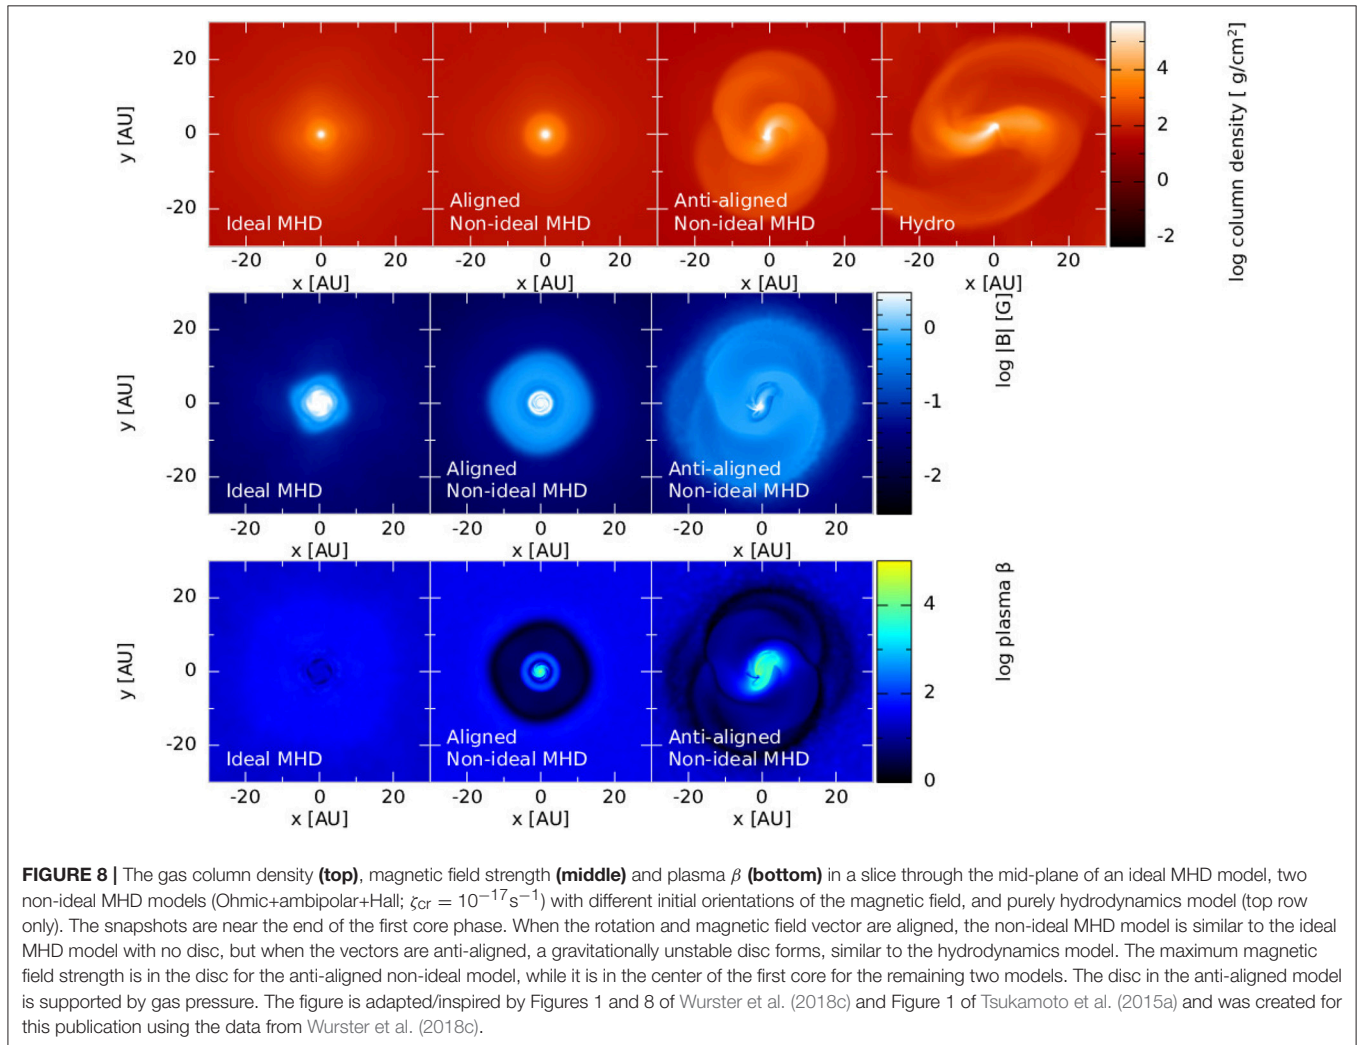 20
0
-20
y [AU]
Ideal MHD
Aligned
Non-ideal MHD
Anti-aligned
Non-ideal MHD
Hydro
-20 0 20
-20 0 20
-20 0 20
-20 0 20
x [AU]
x [AU]
x [AU]
x [AU]
4
2
0
-2
log column density [ g/cm²]
20
0
-20
y [AU]
Ideal MHD
Aligned
Non-ideal MHD
Anti-aligned
Non-ideal MHD
-20 0 20
-20 0 20
-20 0 20
x [AU]
x [AU]
x [AU]
0
-1
-2
log |B| [G]
20
0
-20
y [AU]
Ideal MHD
Aligned
Non-ideal MHD
Anti-aligned
Non-ideal MHD
-20 0 20
-20 0 20
-20 0 20
x [AU]
x [AU]
x [AU]
4
2
0
log plasma β
FIGURE 8 | The gas column density (top), magnetic field strength (middle) and plasma β (bottom) in a slice through the mid-plane of an ideal MHD model, two
non-ideal MHD models (Ohmic+ambipolar+Hall; ζcr = 10⁻¹⁷s⁻¹) with different initial orientations of the magnetic field, and purely hydrodynamics model (top row
only). The snapshots are near the end of the first core phase. When the rotation and magnetic field vector are aligned, the non-ideal MHD model is similar to the ideal
MHD model with no disc, but when the vectors are anti-aligned, a gravitationally unstable disc forms, similar to the hydrodynamics model. The maximum magnetic
field strength is in the disc for the anti-aligned non-ideal model, while it is in the center of the first core for the remaining two models. The disc in the anti-aligned model
is supported by gas pressure. The figure is adapted/inspired by Figures 1 and 8 of Wurster et al. (2018c) and Figure 1 of Tsukamoto et al. (2015a) and was created for
this publication using the data from Wurster et al. (2018c).